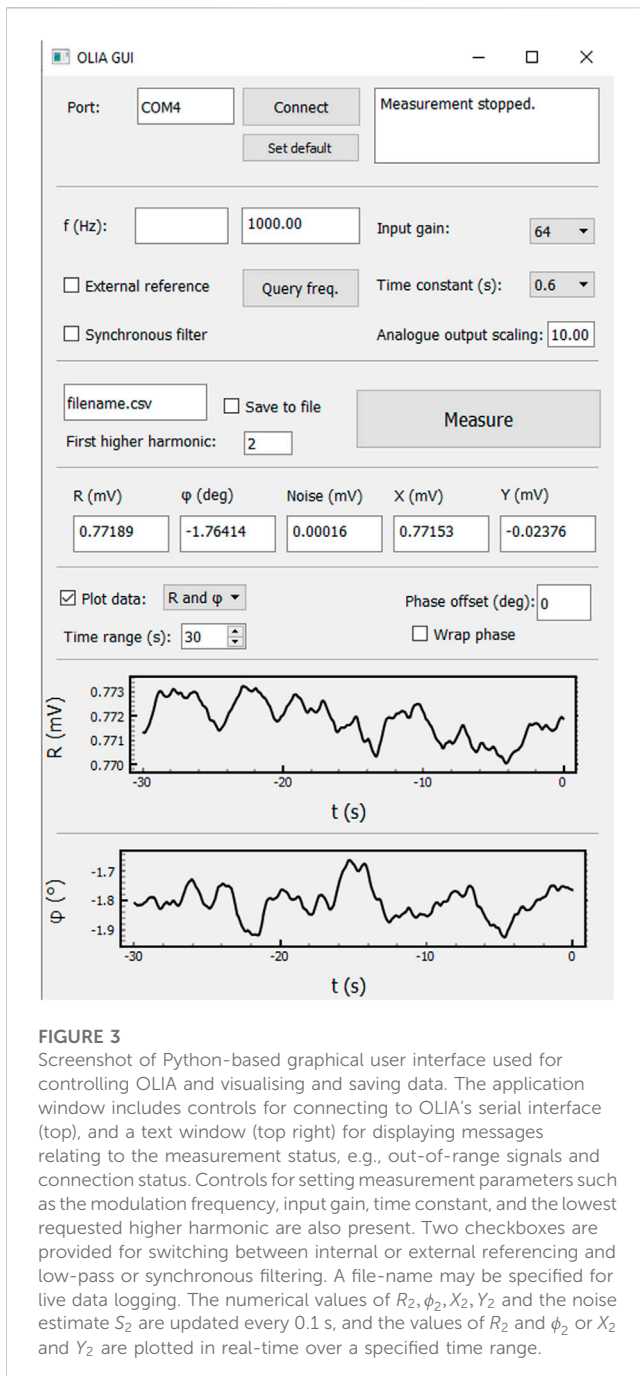 OLIA GUI
Port: COM4 Connect Measurement stopped.
Set default
f (Hz): 1000.00 Input gain: 64
External reference Query freq. Time constant (s): 0.6
Synchronous filter Analogue output scaling: 10.00
filename.csv Save to file Measure
First higher harmonic: 2
R (mV) φ (deg) Noise (mV) X (mV) Y (mV)
0.77189 -1.76414 0.00016 0.77153 -0.02376
Plot data: R and φ Phase offset (deg): 0
Time range (s): 30 Wrap phase
R (mV)
0.773
0.772
0.771
0.770
-30 -20 -10 0
t (s)
φ (°)
-1.7
-1.8
-1.9
-30 -20 -10 0
t (s)
FIGURE 3
Screenshot of Python-based graphical user interface used for
controlling OLIA and visualising and saving data. The application
window includes controls for connecting to OLIA's serial interface
(top), and a text window (top right) for displaying messages
relating to the measurement status, e.g., out-of-range signals and
connection status. Controls for setting measurement parameters such
as the modulation frequency, input gain, time constant, and the lowest
requested higher harmonic are also present. Two checkboxes are
provided for switching between internal or external referencing and
low-pass or synchronous filtering. A file-name may be specified for
live data logging. The numerical values of R₂, ϕ₂, X₂, Y₂ and the noise
estimate S₂ are updated every 0.1 s, and the values of R₂ and ϕ₂ or X₂
and Y₂ are plotted in real-time over a specified time range.